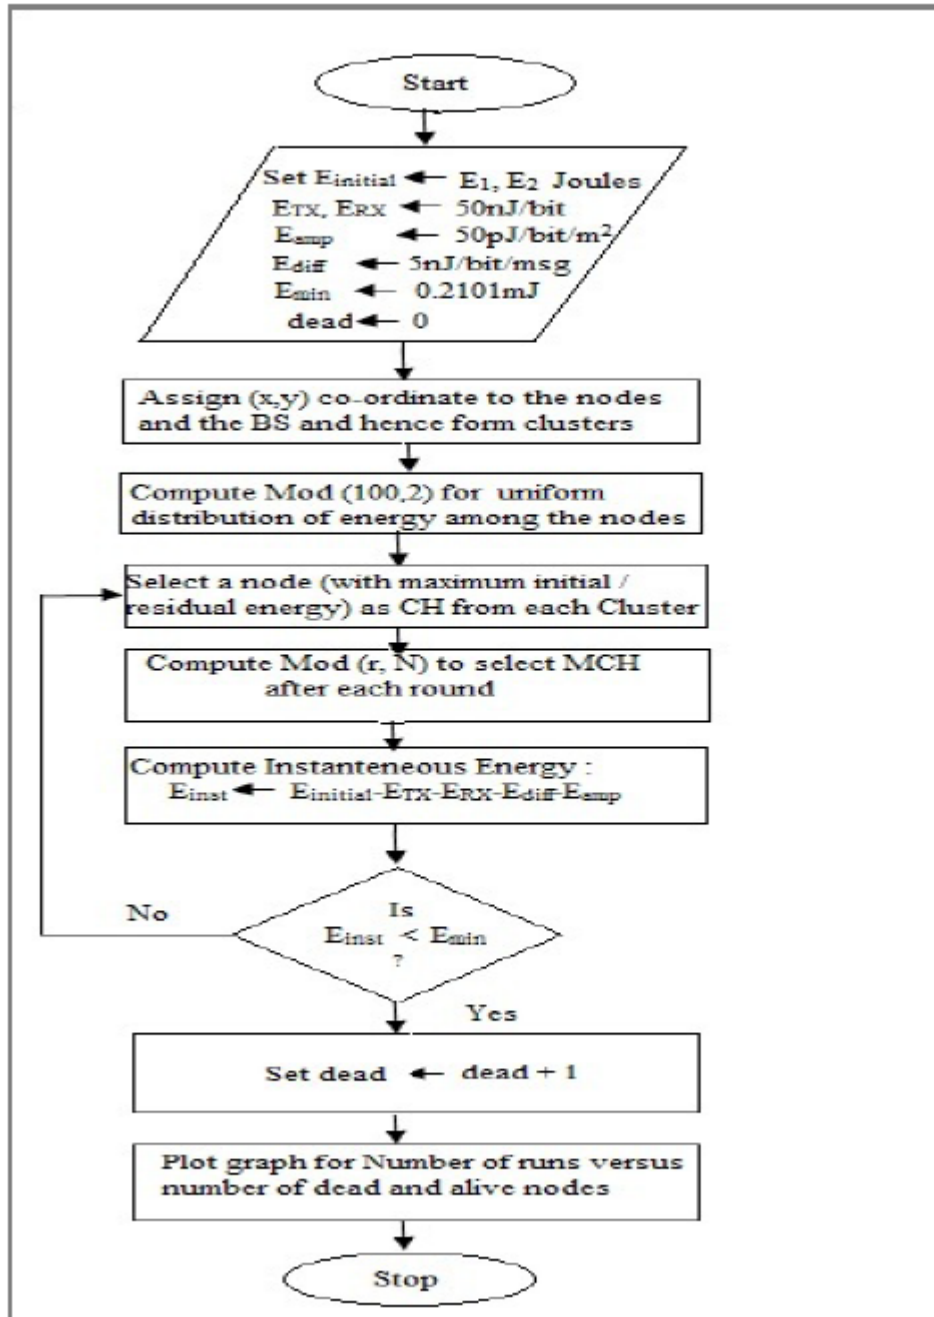 Start
Set Einitial ← E1, E2 Joules
ETX, ERX ← 50nJ/bit
Eamp ← 50pJ/bit/m²
Ediff ← 5nJ/bit/msg
Emin ← 0.2101mJ
dead ← 0
Assign (x,y) co-ordinate to the nodes
and the BS and hence form clusters
Compute Mod (100,2) for uniform
distribution of energy among the nodes
Select a node (with maximum initial /
residual energy) as CH from each Cluster
Compute Mod (r, N) to select MCH
after each round
Compute Instanteneous Energy :
Einst ← Einitial-ETX-ERX-Ediff-Eamp
No
Is
Einst < Emin
?
Yes
Set dead ← dead + 1
Plot graph for Number of runs versus
number of dead and alive nodes
Stop